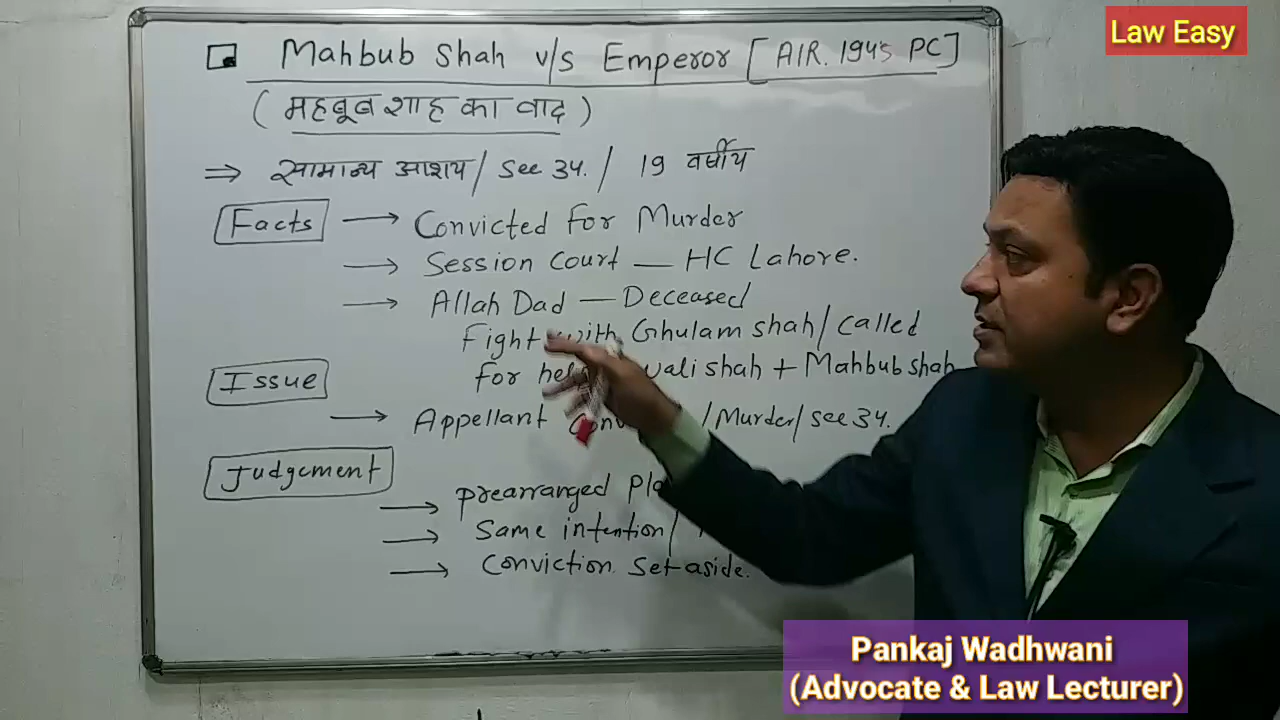 Law Easy
Mahbub Shah v/s Emperor [AIR. 1945 PC]
(महबूब शाह का वाद)
⇒ सामान्य आशय / Sec 34. / 19 वर्षीय
Facts → Convicted for Murder
→ Session Court — HC Lahore.
→ Allah Dad — Deceased
Fight with Ghulam shah / Called
for wali shah + Mahbub shah
Issue
→ Appellant / Murder / Sec 34.
Judgement
→ prearranged
→ Same intention /
→ Conviction Set aside.
Pankaj Wadhwani
(Advocate & Law Lecturer)